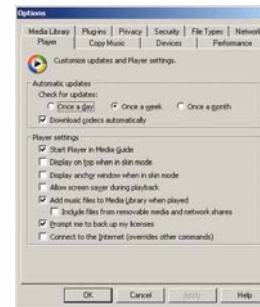 Options
Media Library Plug-ins Privacy Security File Types Network
Player Copy Music Devices Performance
Customize updates and Player settings.
Automatic updates
Check for updates:
Once a day Once a week Once a month
Download codecs automatically
Player settings
Start Player in Media Guide
Display on top when in skin mode
Display anchor window when in skin mode
Allow screen saver during playback
Add music files to Media Library when played
Include files from removable media and network shares
Prompt me to back up my licenses
Connect to the Internet (overrides other commands)
OK Cancel Apply Help